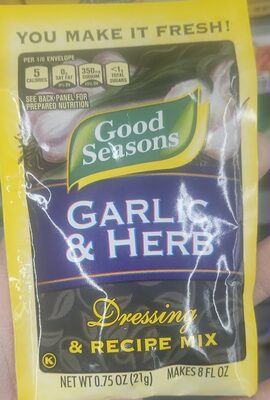 YOU MAKE IT FRESH!
PER 1/6 ENVELOPE
5 CALORIES
0g SAT FAT
350mg SODIUM
<1g TOTAL SUGARS
SEE BACK PANEL FOR
PREPARED NUTRITION
Good
Seasons
GARLIC
& HERB
Dressing
& RECIPE MIX
K
NET WT 0.75 OZ (21g) MAKES 8 FL OZ